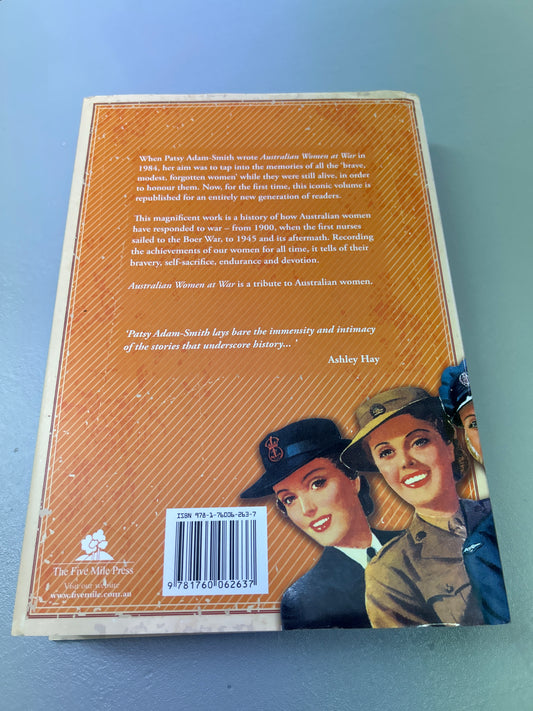 When Patsy Adam-Smith wrote Australian Women at War in
1984, her aim was to tap into the memories of all the 'brave,
modest, forgotten women' while they were still alive, in order
to honour them. Now, for the first time, this iconic volume is
republished for an entirely new generation of readers.
This magnificent work is a history of how Australian women
have responded to war – from 1900, when the first nurses
sailed to the Boer War, to 1945 and its aftermath. Recording
the achievements of our women for all time, it tells of their
bravery, self-sacrifice, endurance and devotion.
Australian Women at War is a tribute to Australian women.
'Patsy Adam-Smith lays bare the immensity and intimacy
of the stories that underscore history... '
Ashley Hay
The Five Mile Press
Visit our website
www.fivemile.com.au
ISBN 978-1-76006-263-7
9 781760 062637